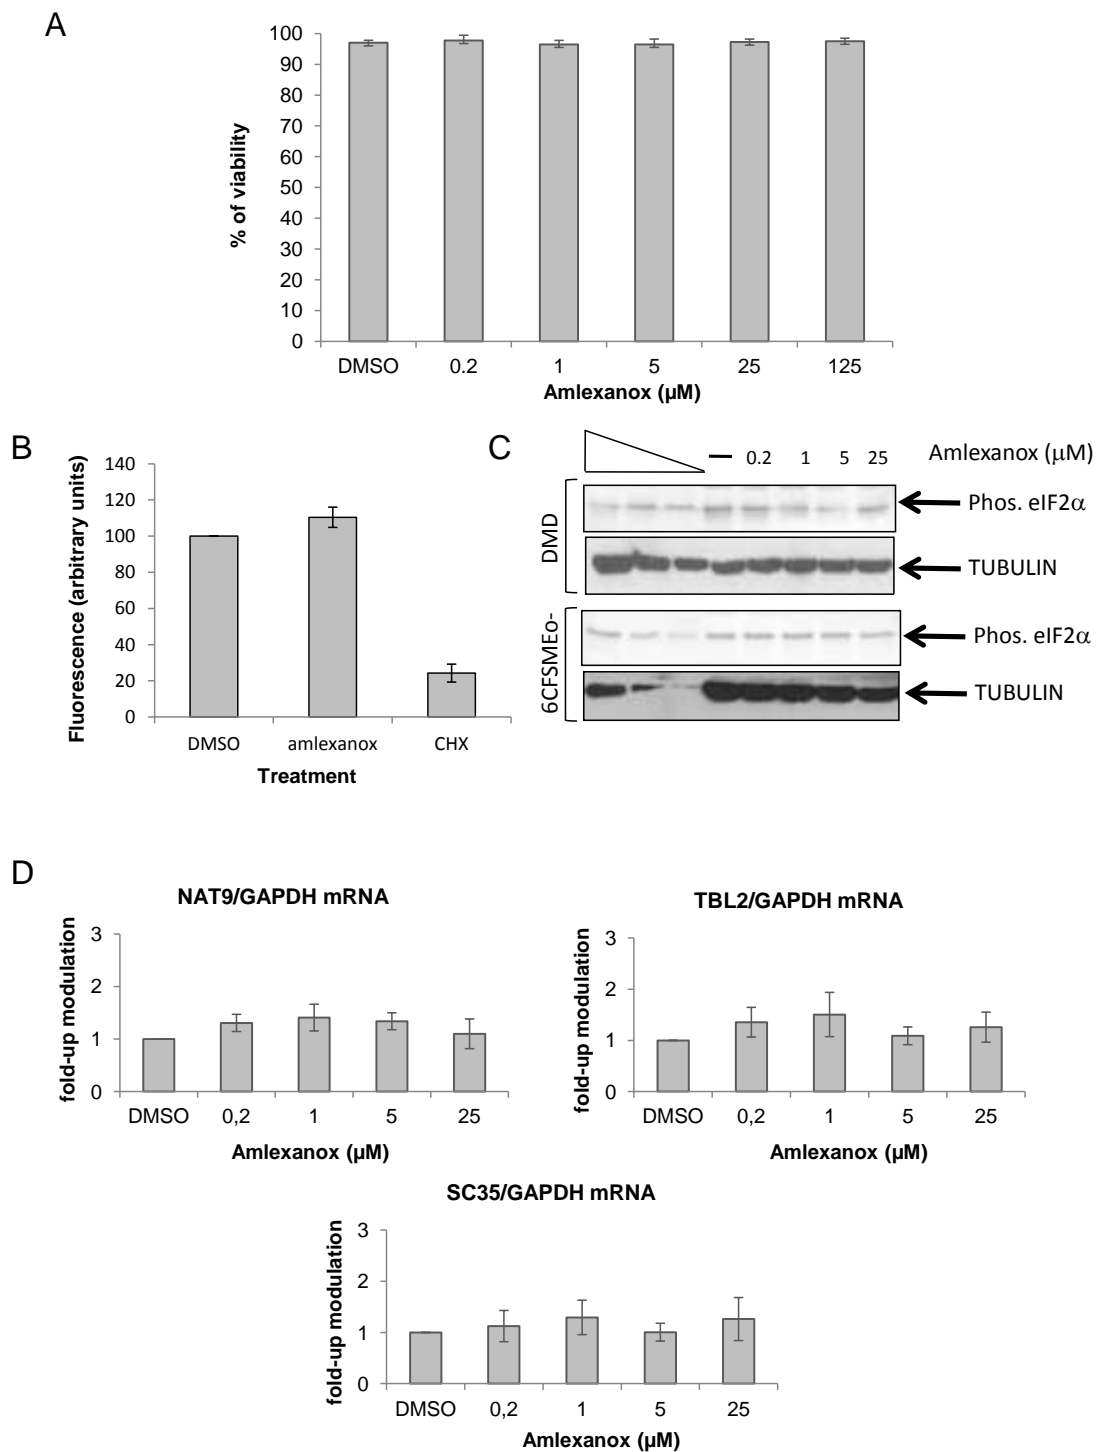 A
100
90
80
70
60
50
40
30
20
10
0
% of viability
DMSO 0.2 1 5 25 125
Amlexanox (µM)
B
140
120
100
80
60
40
20
0
Fluorescence (arbitrary units)
DMSO amlexanox CHX
Treatment
C
— 0.2 1 5 25 Amlexanox (µM)
DMD
Phos. eIF2α
TUBULIN
6CFSMEo-
Phos. eIF2α
TUBULIN
D
NAT9/GAPDH mRNA
3
2
1
0
fold-up modulation
DMSO 0,2 1 5 25
Amlexanox (µM)
TBL2/GAPDH mRNA
3
2
1
0
fold-up modulation
DMSO 0,2 1 5 25
Amlexanox (µM)
SC35/GAPDH mRNA
3
2
1
0
fold-up modulation
DMSO 0,2 1 5 25
Amlexanox (µM)